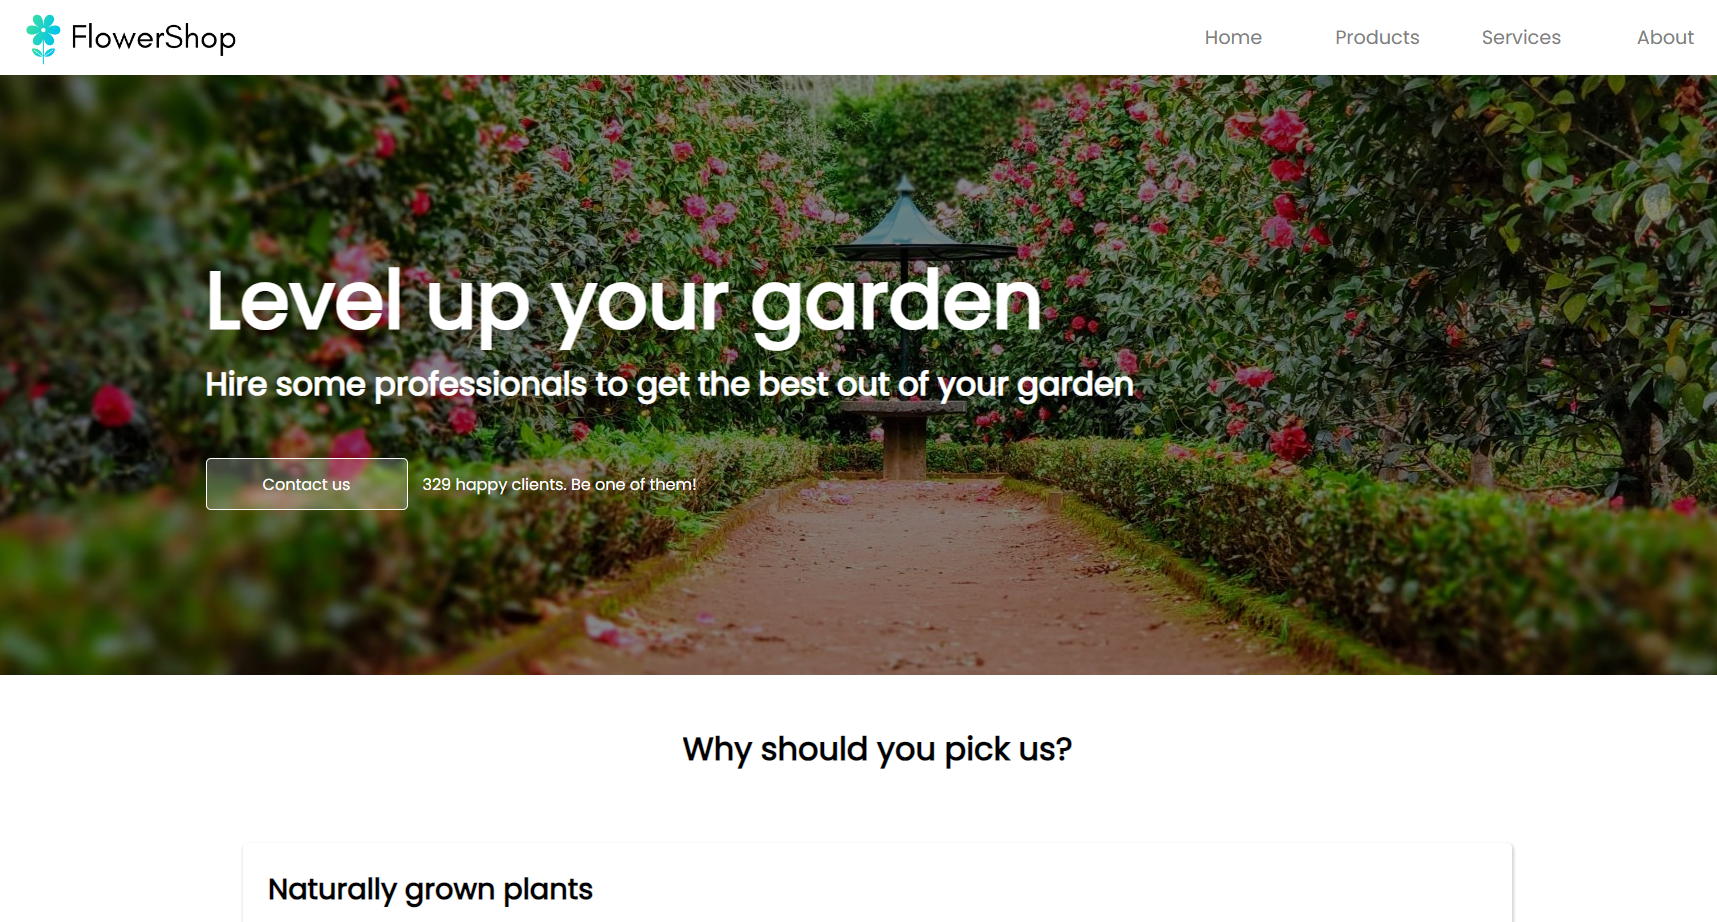 FlowerShop
Home Products Services About
Level up your garden
Hire some professionals to get the best out of your garden
Contact us 329 happy clients. Be one of them!
Why should you pick us?
Naturally grown plants